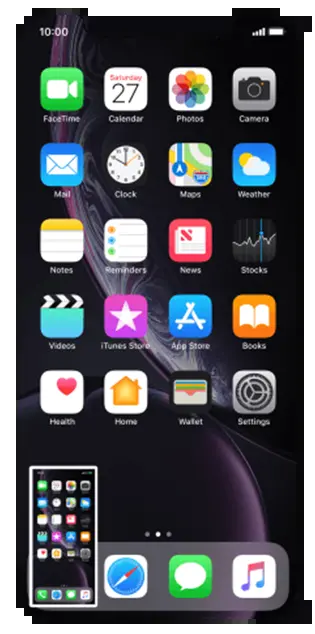 10:00
Saturday
27
FaceTime Calendar Photos Camera
Mail Clock Maps Weather
Notes Reminders News Stocks
Videos iTunes Store App Store Books
Health Home Wallet Settings